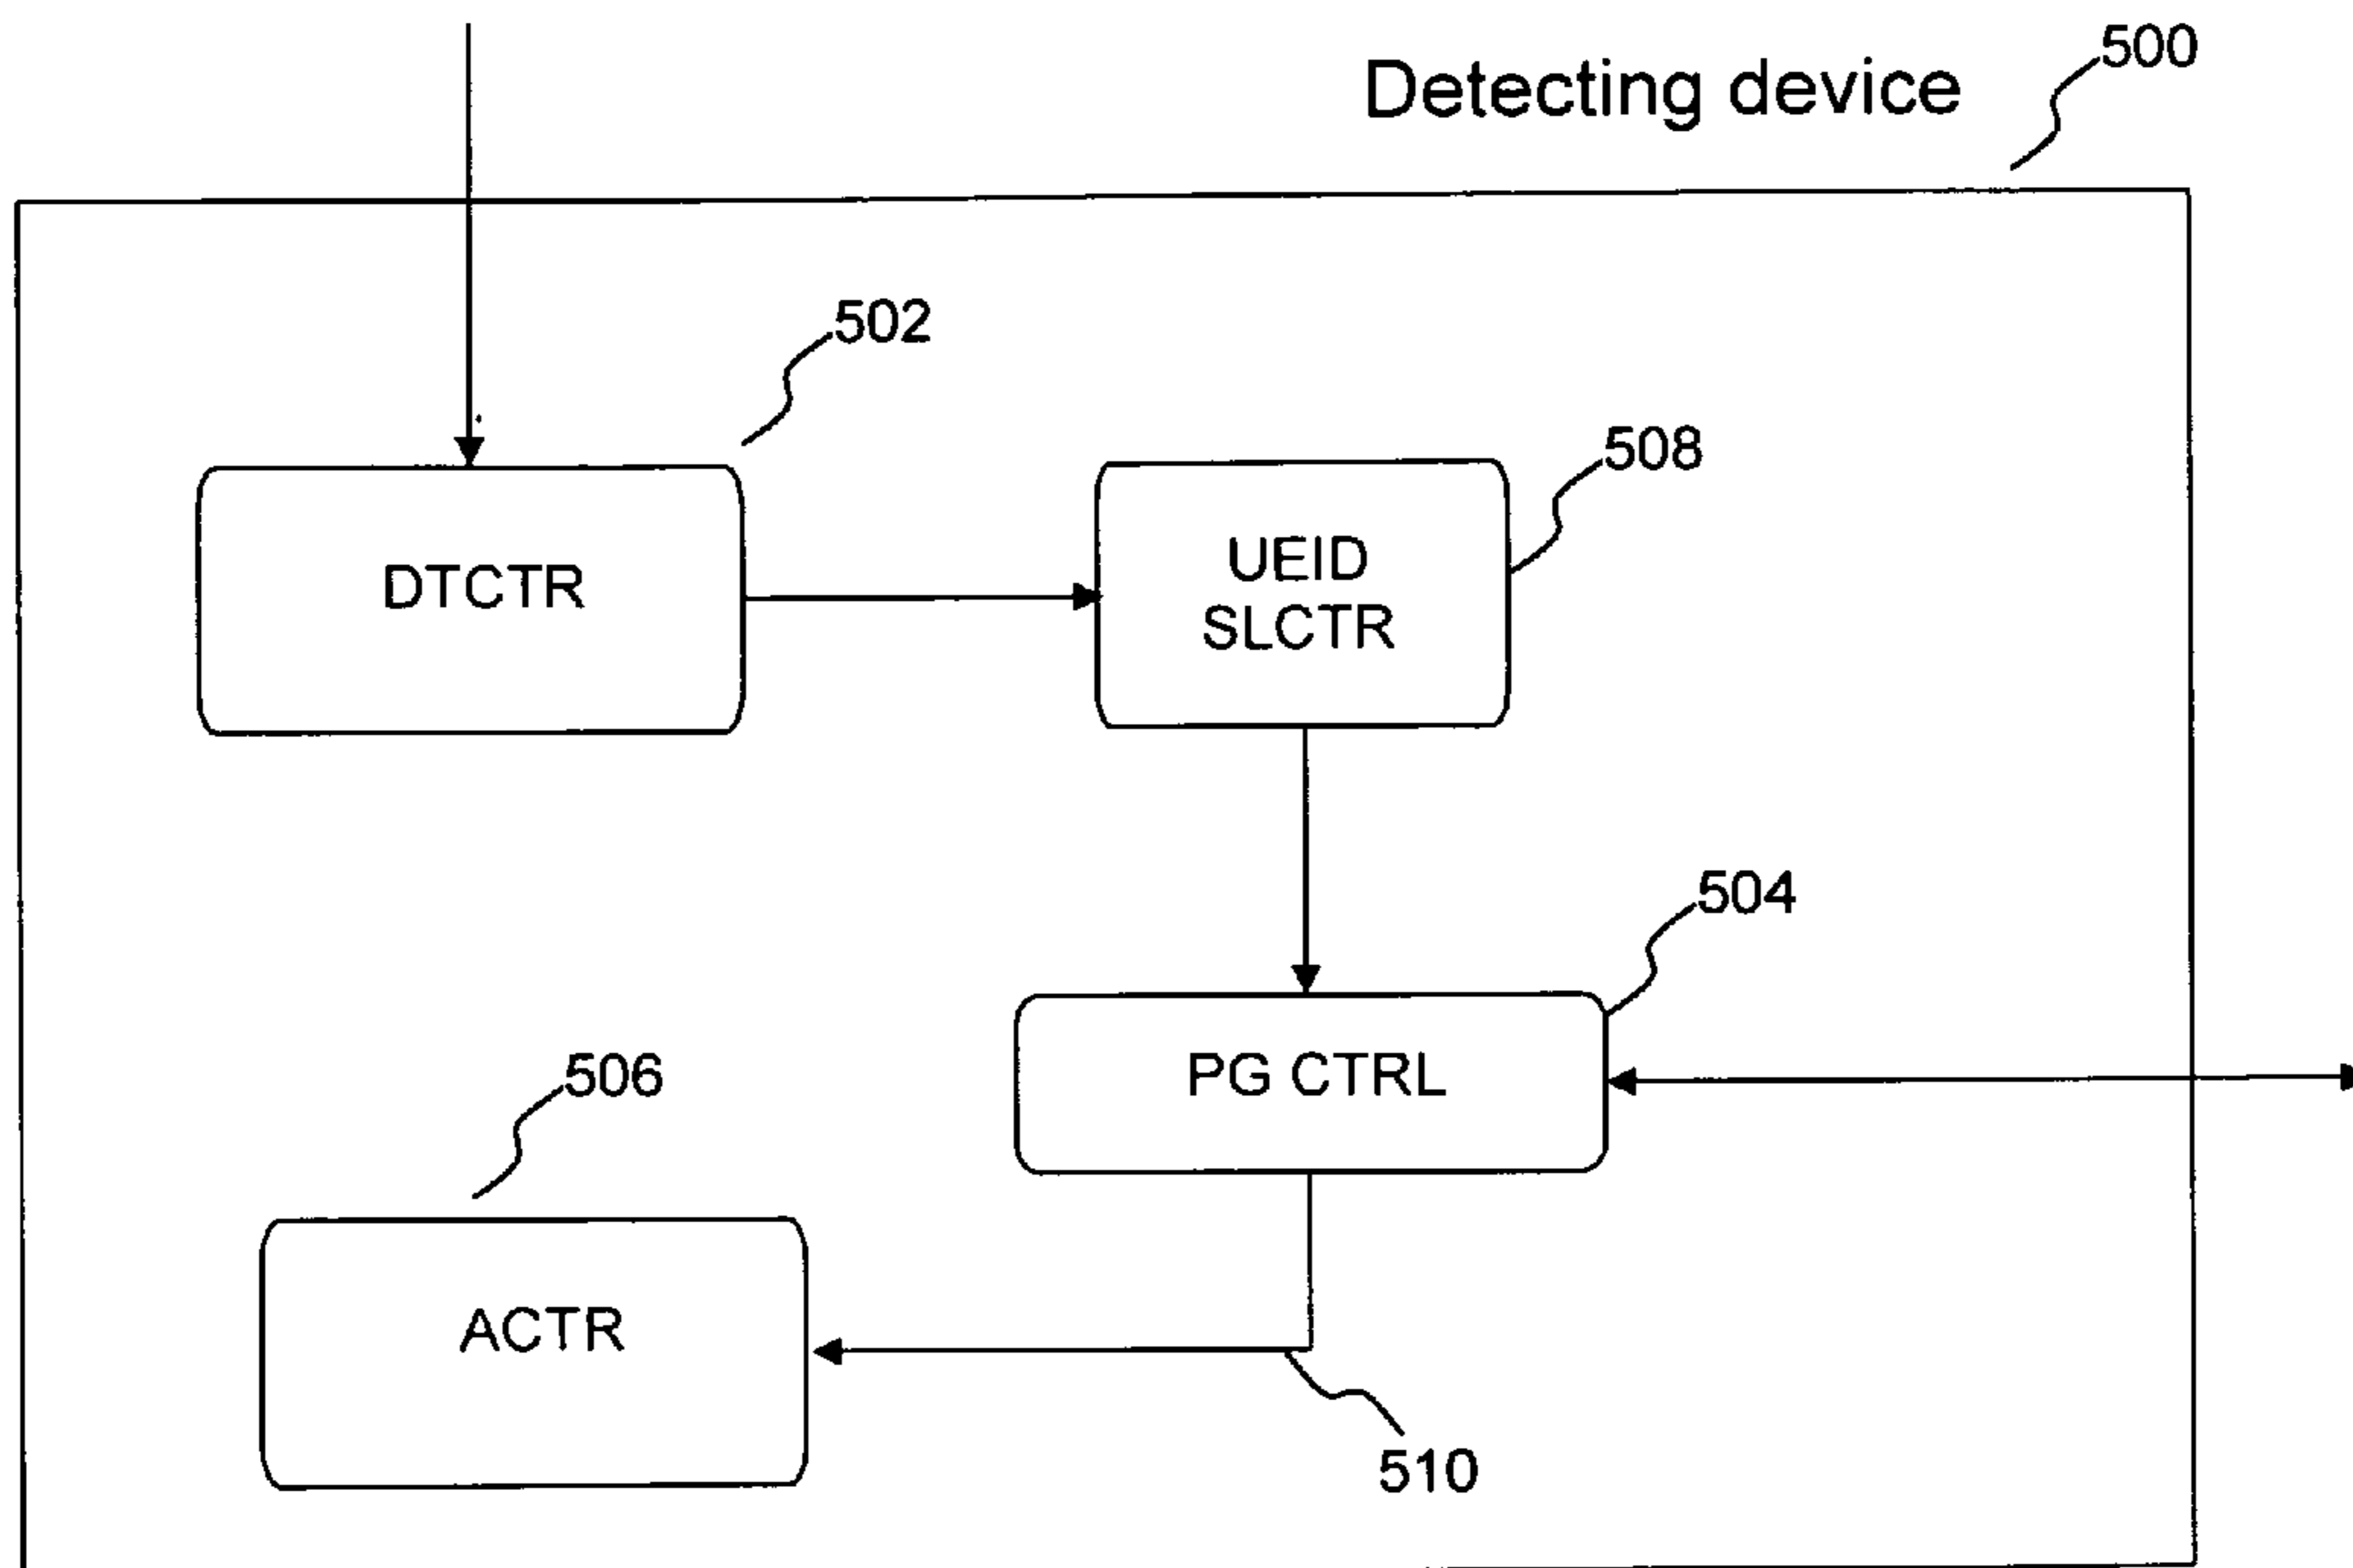 500
Detecting device
502
DTCTR
508
UEID
SLCTR
504
PG CTRL
506
ACTR
510